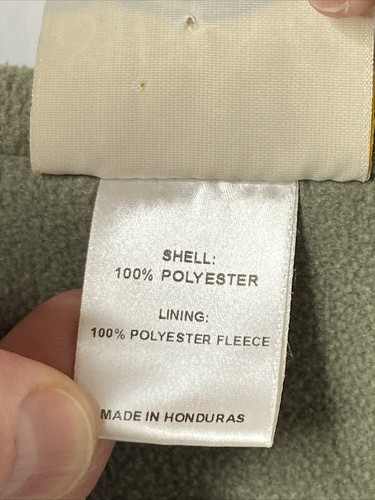 SHELL:
100% POLYESTER
LINING:
100% POLYESTER FLEECE
MADE IN HONDURAS